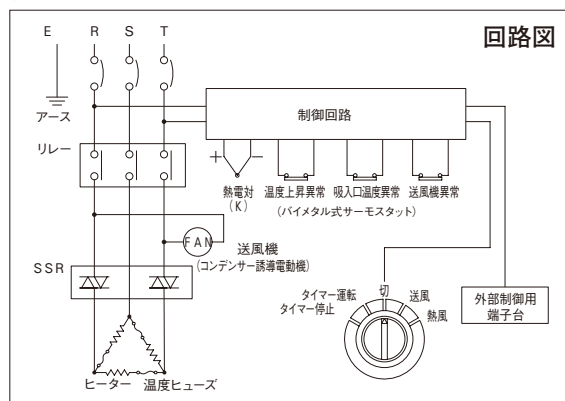 回路図
E R S T
アース
制御回路
リレー
+ −
熱電対
(K)
温度上昇異常 吸入口温度異常 送風機異常
(バイメタル式サーモスタット)
FAN
送風機
(コンデンサー誘導電動機)
SSR
切
タイマー運転
タイマー停止
送風
熱風
外部制御用
端子台
ヒーター 温度ヒューズ